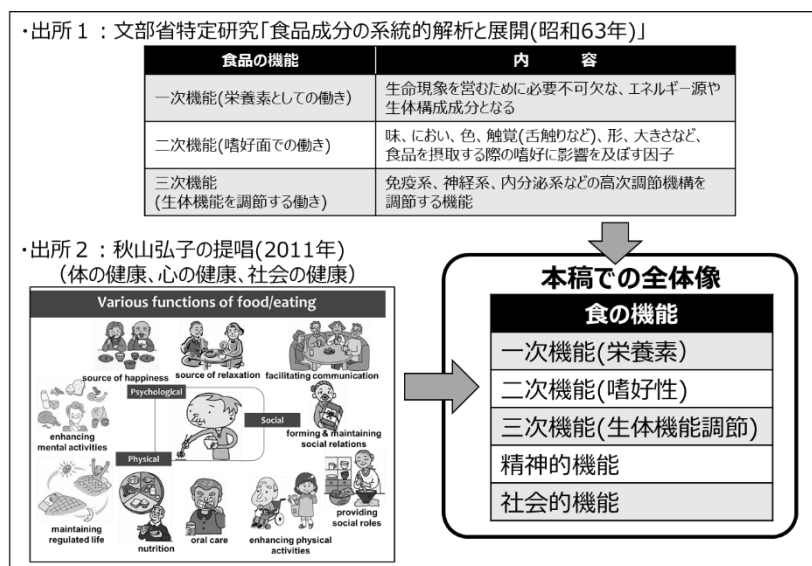 ・出所１：文部省特定研究「食品成分の系統的解析と展開(昭和63年)」
食品の機能
内　　容
一次機能(栄養素としての働き)
生命現象を営むために必要不可欠な、エネルギー源や
生体構成成分となる
二次機能(嗜好面での働き)
味、におい、色、触覚(舌触りなど)、形、大きさなど、
食品を摂取する際の嗜好に影響を及ぼす因子
三次機能
(生体機能を調節する働き)
免疫系、神経系、内分泌系などの高次調節機構を
調節する機能
・出所２：秋山弘子の提唱(2011年)
（体の健康、心の健康、社会の健康）
Various functions of food/eating
source of happiness
source of relaxation
facilitating communication
Psychological
Social
Physical
enhancing
mental activities
forming & maintaining
social relations
maintaining
regulated life
nutrition
oral care
enhancing physical
activities
providing
social roles
本稿での全体像
食の機能
一次機能(栄養素）
二次機能(嗜好性)
三次機能(生体機能調節)
精神的機能
社会的機能